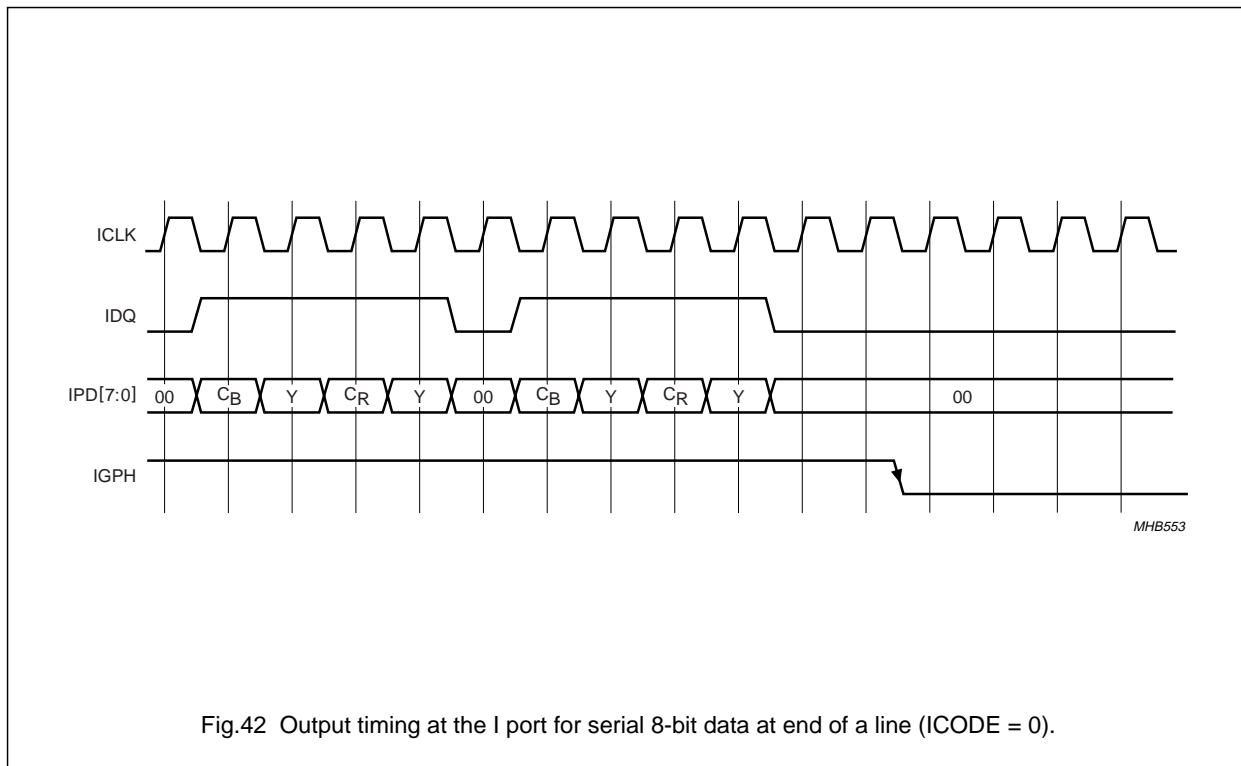 ICLK
IDQ
IPD[7:0] 00 CB Y CR Y 00 CB Y CR Y 00
IGPH
MHB553
Fig.42 Output timing at the I port for serial 8-bit data at end of a line (ICODE = 0).